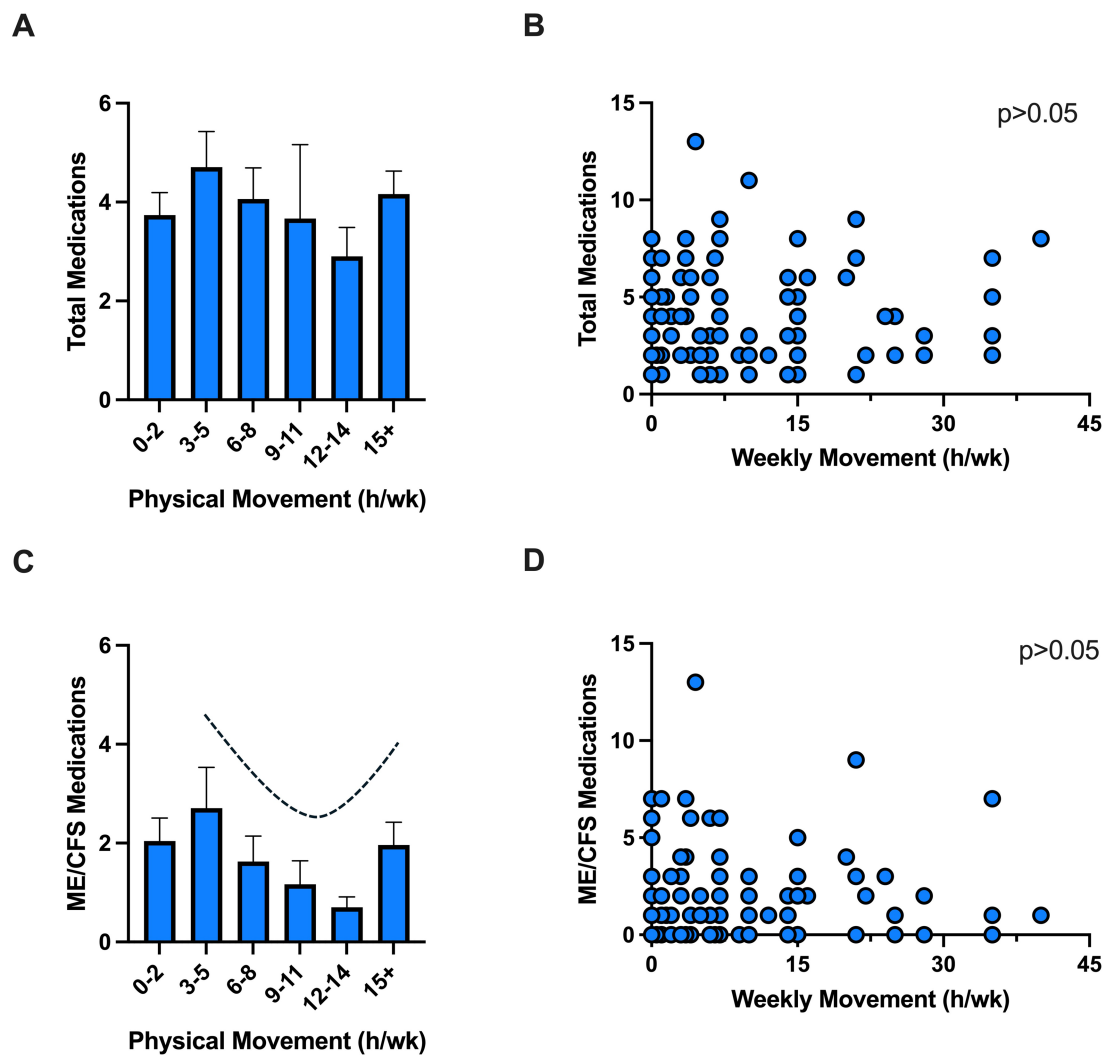 A
Total Medications
6
4
2
0
0-2
3-5
6-8
9-11
12-14
15+
Physical Movement (h/wk)
B
p>0.05
Total Medications
15
10
5
0
0
15
30
45
Weekly Movement (h/wk)
C
ME/CFS Medications
6
4
2
0
0-2
3-5
6-8
9-11
12-14
15+
Physical Movement (h/wk)
D
p>0.05
ME/CFS Medications
15
10
5
0
0
15
30
45
Weekly Movement (h/wk)